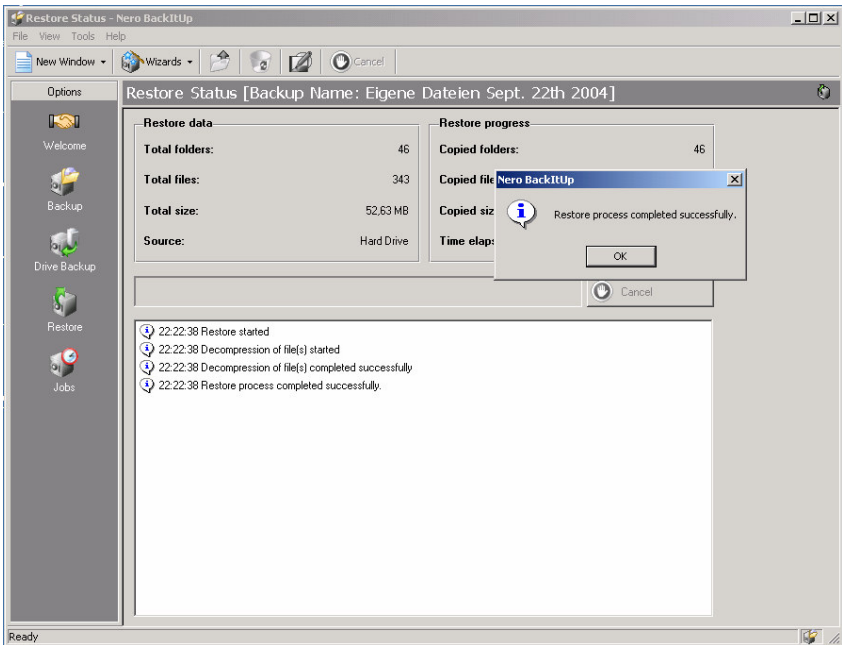 Restore Status - Nero BackItUp
File View Tools Help
New Window Wizards Cancel
Options
Restore Status [Backup Name: Eigene Dateien Sept. 22th 2004]
Welcome
Backup
Drive Backup
Restore
Jobs
Restore data
Total folders: 46
Total files: 343
Total size: 52,63 MB
Source: Hard Drive
Restore progress
Copied folders: 46
Copied
Copied
Time
Nero BackItUp
Restore process completed successfully.
OK
Cancel
22:22:38 Restore started
22:22:38 Decompression of file(s) started
22:22:38 Decompression of file(s) completed successfully
22:22:38 Restore process completed successfully.
Ready